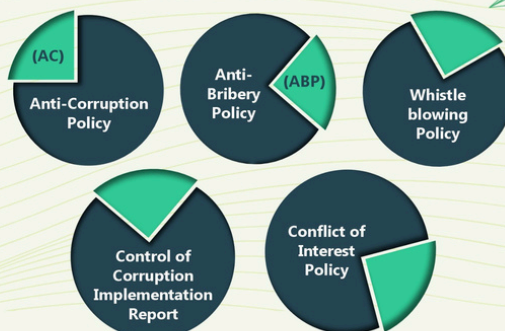 (AC)
Anti-Corruption
Policy
Anti-
Bribery
Policy
(ABP)
Whistle
blowing
Policy
Control of
Corruption
Implementation
Report
Conflict of
Interest
Policy